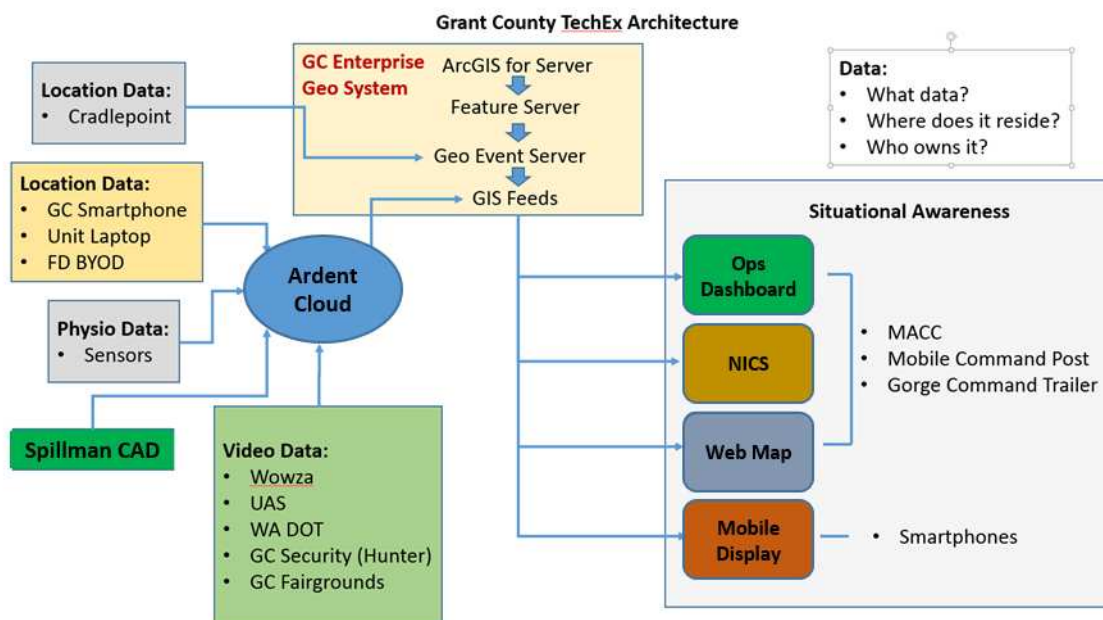 Grant County TechEx Architecture
GC Enterprise
Geo System
ArcGIS for Server
Feature Server
Geo Event Server
GIS Feeds
Data:
• What data?
• Where does it reside?
• Who owns it?
Location Data:
• Cradlepoint
Location Data:
• GC Smartphone
• Unit Laptop
• FD BYOD
Physio Data:
• Sensors
Spillman CAD
Ardent
Cloud
Video Data:
• Wowza
• UAS
• WA DOT
• GC Security (Hunter)
• GC Fairgrounds
Situational Awareness
Ops
Dashboard
NICS
Web Map
Mobile
Display
• MACC
• Mobile Command Post
• Gorge Command Trailer
• Smartphones